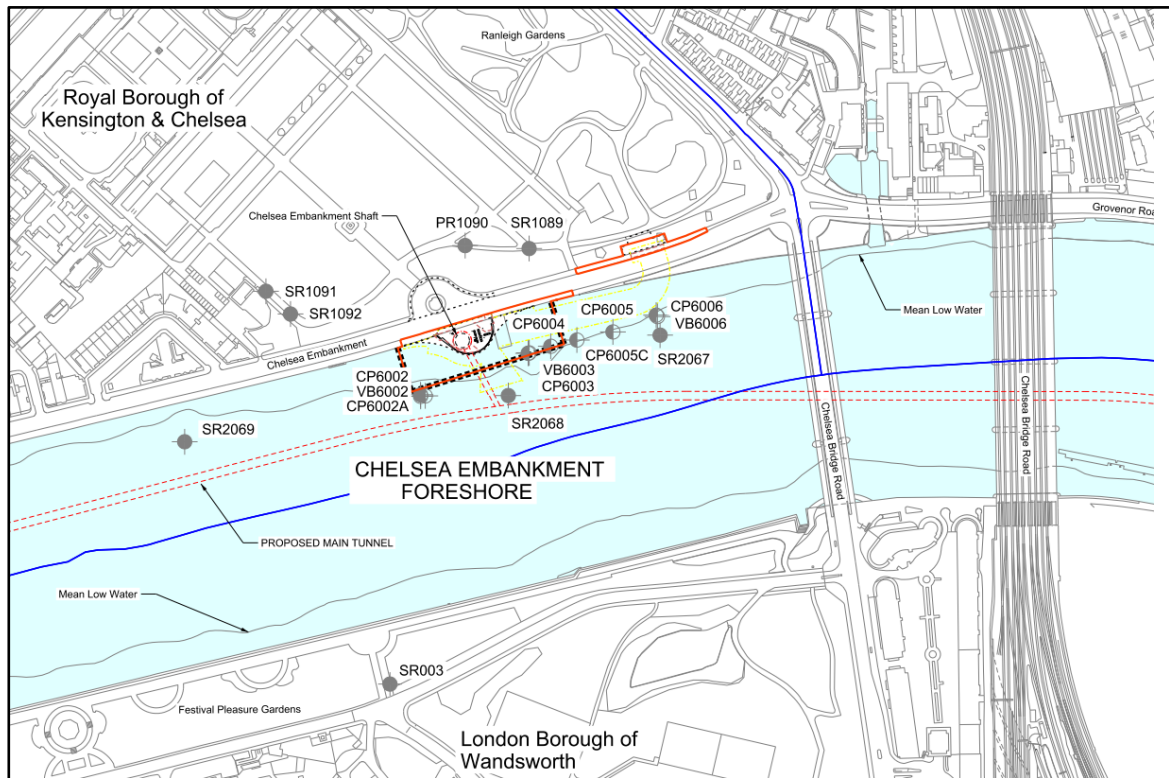 Ranleigh Gardens
Royal Borough of
Kensington & Chelsea
Chelsea Embankment Shaft
PR1090
SR1089
Grovenor Roa
Mean Low Water
SR1091
SR1092
CP6004
CP6005
CP6006
VB6006
Chelsea Embankment
CP6005C
SR2067
CP6002
VB6002
CP6002A
VB6003
CP6003
SR2068
SR2069
Chelsea Bridge Road
Chelsea Bridge Road
CHELSEA EMBANKMENT
FORESHORE
PROPOSED MAIN TUNNEL
Mean Low Water
SR003
Festival Pleasure Gardens
London Borough of
Wandsworth